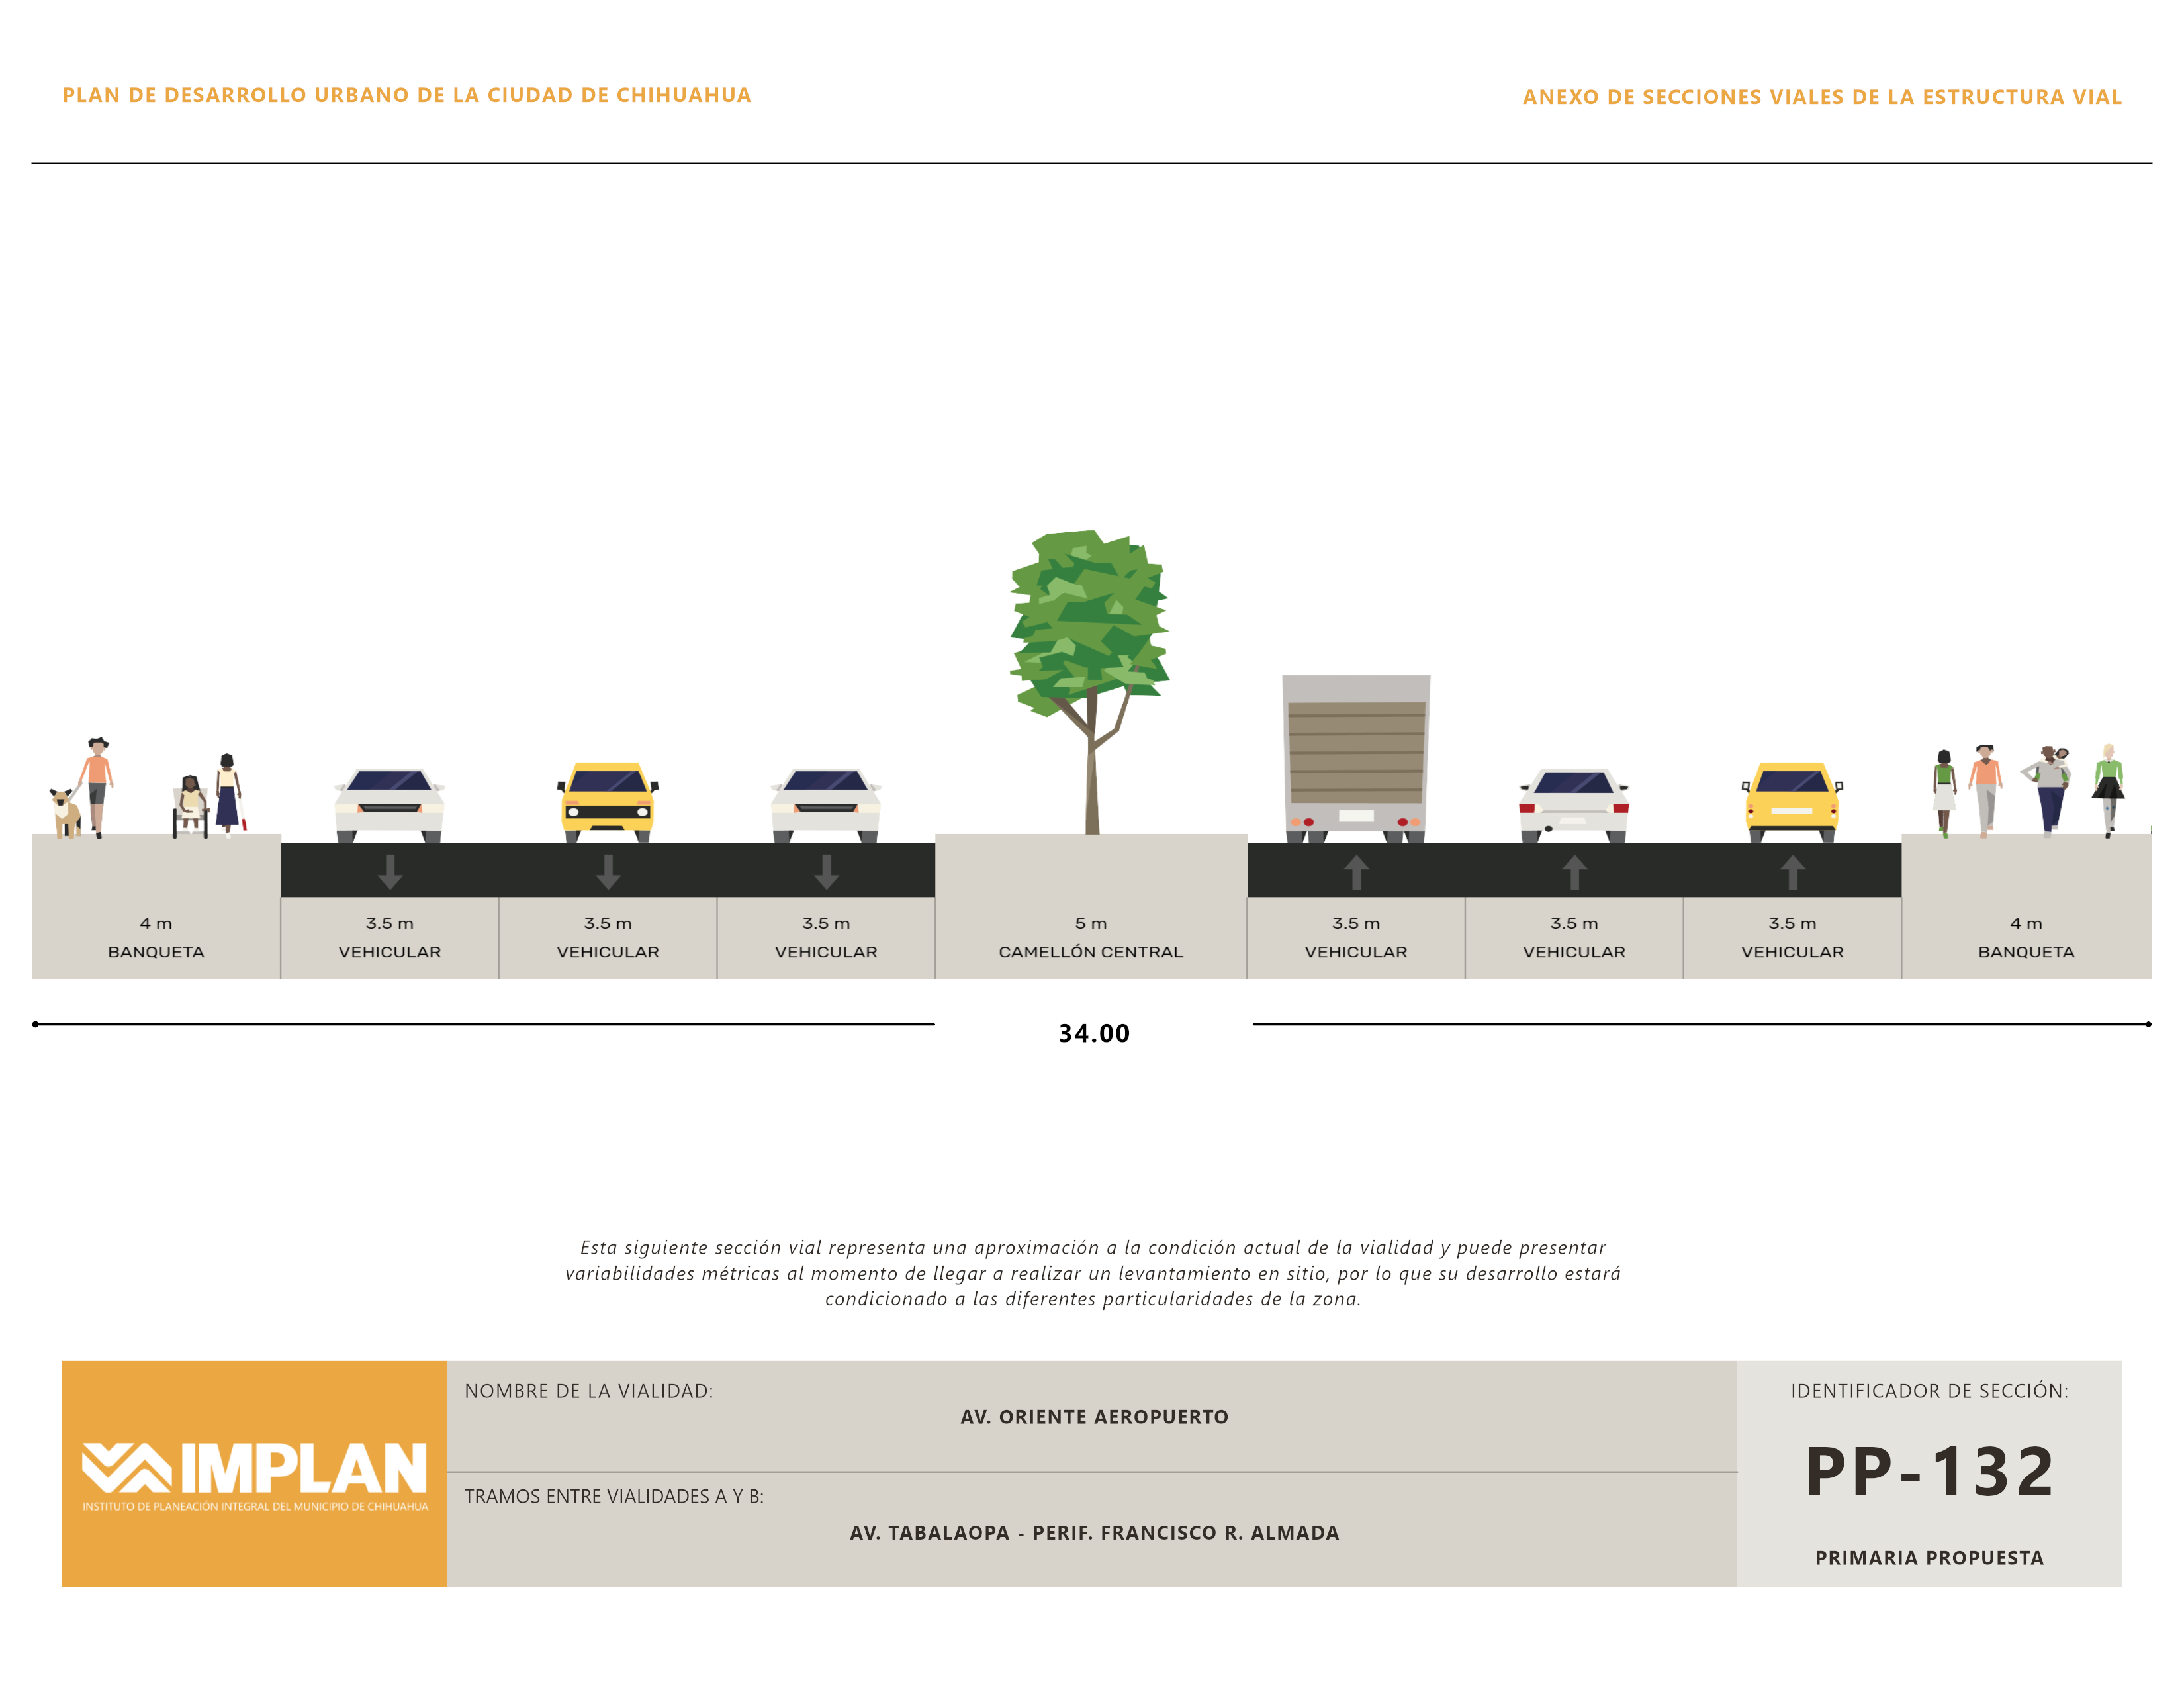 PLAN DE DESARROLLO URBANO DE LA CIUDAD DE CHIHUAHUA
ANEXO DE SECCIONES VIALES DE LA ESTRUCTURA VIAL
4 m
BANQUETA
3.5 m
VEHICULAR
3.5 m
VEHICULAR
3.5 m
VEHICULAR
5 m
CAMELLÓN CENTRAL
3.5 m
VEHICULAR
3.5 m
VEHICULAR
3.5 m
VEHICULAR
4 m
BANQUETA
34.00
Esta siguiente sección vial representa una aproximación a la condición actual de la vialidad y puede presentar
variabilidades métricas al momento de llegar a realizar un levantamiento en sitio, por lo que su desarrollo estará
condicionado a las diferentes particularidades de la zona.
IMPLAN
INSTITUTO DE PLANEACIÓN INTEGRAL DEL MUNICIPIO DE CHIHUAHUA
NOMBRE DE LA VIALIDAD:
AV. ORIENTE AEROPUERTO
TRAMOS ENTRE VIALIDADES A Y B:
AV. TABALAOPA - PERIF. FRANCISCO R. ALMADA
IDENTIFICADOR DE SECCIÓN:
PP-132
PRIMARIA PROPUESTA